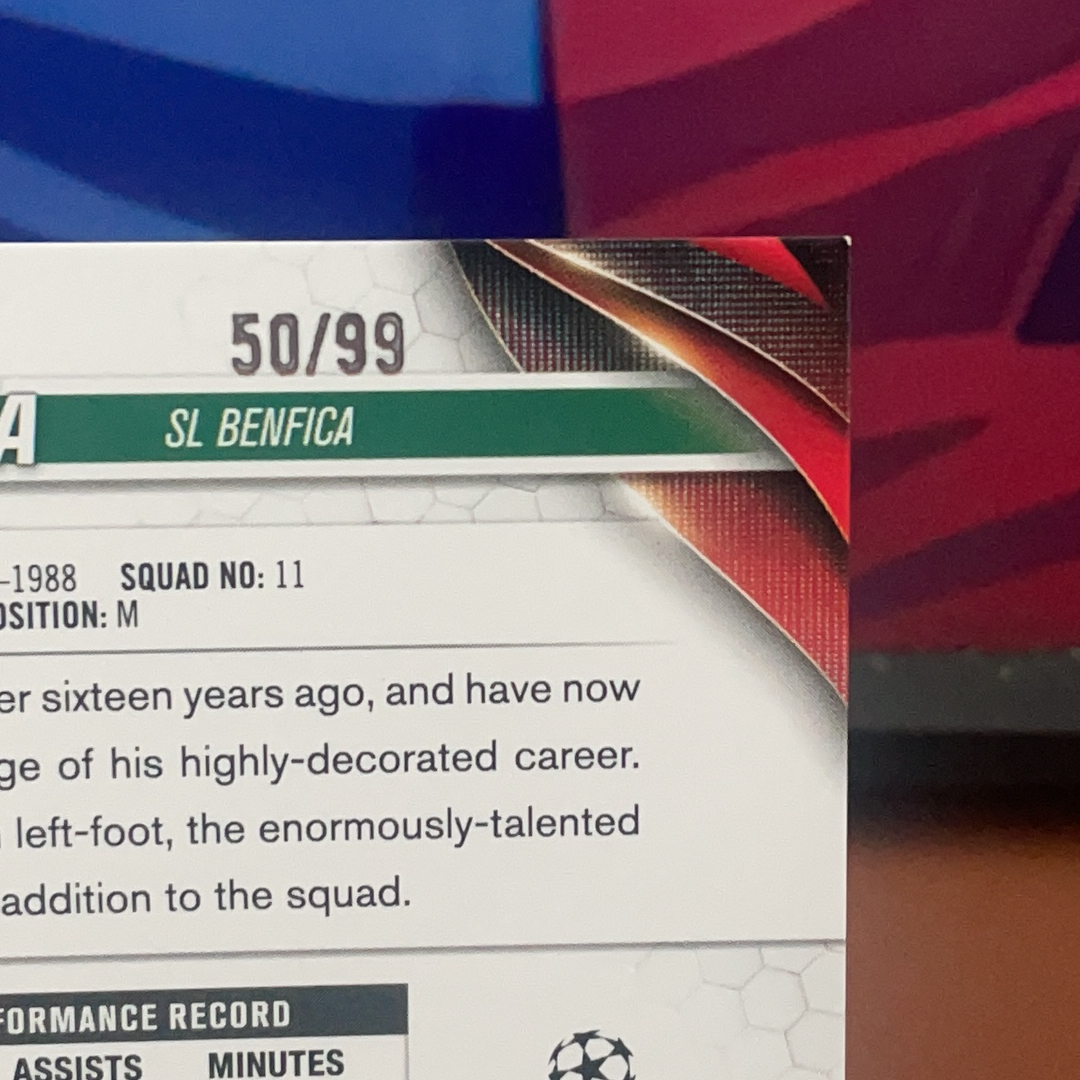 50/99
A SL BENFICA
-1988 SQUAD NO: 11
OSITION: M
er sixteen years ago, and have now
ge of his highly-decorated career.
left-foot, the enormously-talented
addition to the squad.
FORMANCE RECORD
ASSISTS MINUTES